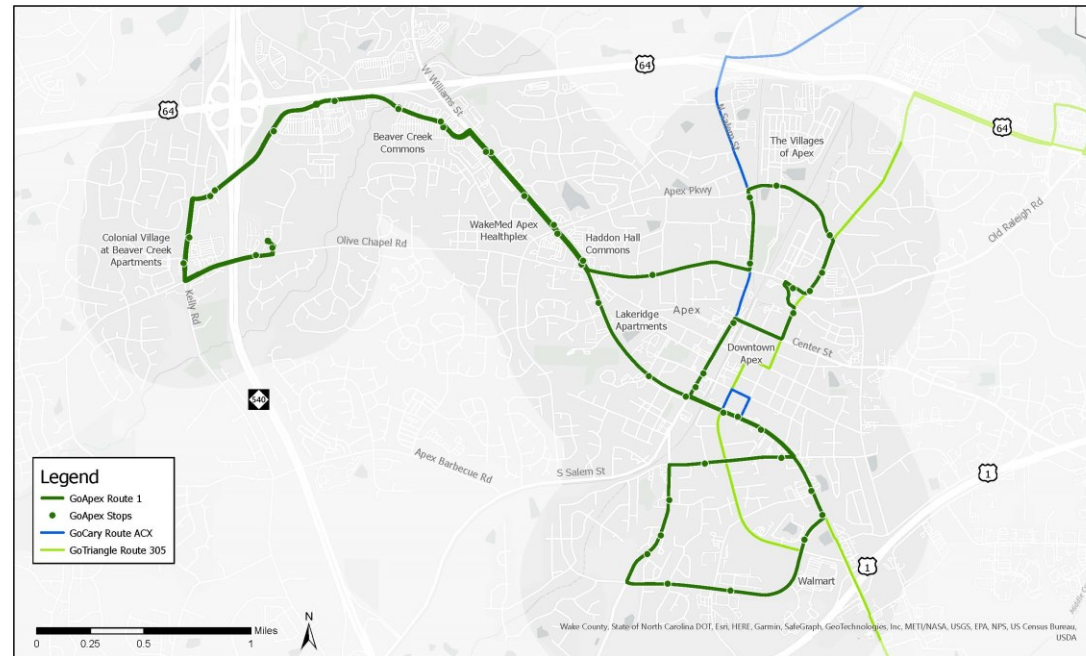 64
64
64
W Williams St
N Salem St
Beaver Creek
Commons
The Villages
of Apex
Apex Pkwy
Old Raleigh Rd
WakeMed Apex
Healthplex
Haddon Hall
Commons
Colonial Village
at Beaver Creek
Apartments
Olive Chapel Rd
Kelly Rd
Lakeridge
Apartments
Apex
Downtown
Apex
Center St
540
Apex Barbecue Rd
S Salem St
1
1
Walmart
Legend
GoApex Route 1
GoApex Stops
GoCary Route ACX
GoTriangle Route 305
N
Miles
0
0.25
0.5
1
Wake County, State of North Carolina DOT, Esri, HERE, Garmin, SafeGraph, GeoTechnologies, Inc, METI/NASA, USGS, EPA, NPS, US Census Bureau,
USDA